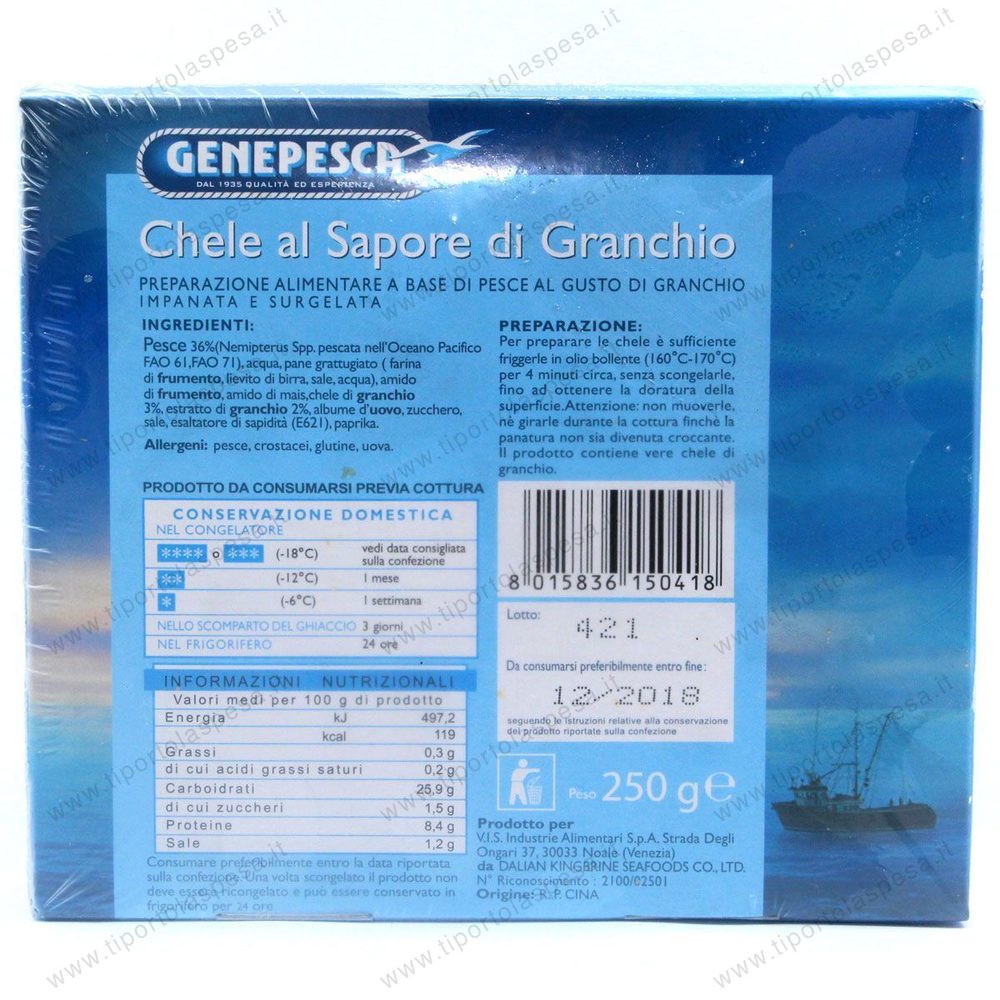 GENEPESCA
DAL 1935 QUALITÀ ED ESPERIENZA
Chele al Sapore di Granchio
PREPARAZIONE ALIMENTARE A BASE DI PESCE AL GUSTO DI GRANCHIO
IMPANATA E SURGELATA
INGREDIENTI:
Pesce 36%(Nemipterus Spp. pescata nell'Oceano Pacifico
FAO 61,FAO 71), acqua, pane grattugiato ( farina
di frumento, lievito di birra, sale, acqua), amido
di frumento, amido di mais, chele di granchio
3%, estratto di granchio 2%, albume d'uovo, zucchero,
sale, esaltatore di sapidità (E621), paprika.
Allergeni: pesce, crostacei, glutine, uova.
PREPARAZIONE:
Per preparare le chele è sufficiente
friggerle in olio bollente (160°C-170°C)
per 4 minuti circa, senza scongelarle,
fino ad ottenere la doratura della
superficie. Attenzione: non muoverle,
nè girarle durante la cottura finchè la
panatura non sia divenuta croccante.
Il prodotto contiene vere chele di
granchio.
PRODOTTO DA CONSUMARSI PREVIA COTTURA
CONSERVAZIONE DOMESTICA
NEL CONGELATORE
**** o *** (-18°C) vedi data consigliata
sulla confezione
** (-12°C) 1 mese
* (-6°C) 1 settimana
NELLO SCOMPARTO DEL GHIACCIO 3 giorni
NEL FRIGORIFERO 24 ore
INFORMAZIONI NUTRIZIONALI
Valori medi per 100 g di prodotto
Energia kJ 497,2
kcal 119
Grassi 0,3 g
di cui acidi grassi saturi 0,2 g
Carboidrati 25,9 g
di cui zuccheri 1,5 g
Proteine 8,4 g
Sale 1,2 g
Consumare preferibilmente entro la data riportata
sulla confezione. Una volta scongelato il prodotto non
deve essere ricongelato e può essere conservato in
frigorifero per 24 ore
8 015836 150418
Lotto:
421
Da consumarsi preferibilmente entro fine:
12/2018
seguendo le istruzioni relative alla conservazione
del prodotto riportate sulla confezione
Peso 250 g e
Prodotto per
V.I.S. Industrie Alimentari S.p.A. Strada Degli
Ongari 37, 30033 Noale (Venezia)
da DALIAN KINGBRINE SEAFOODS CO., LTD.
N° Riconoscimento : 2100/02501
Origine: R.P. CINA
www.tiportolaspesa.it